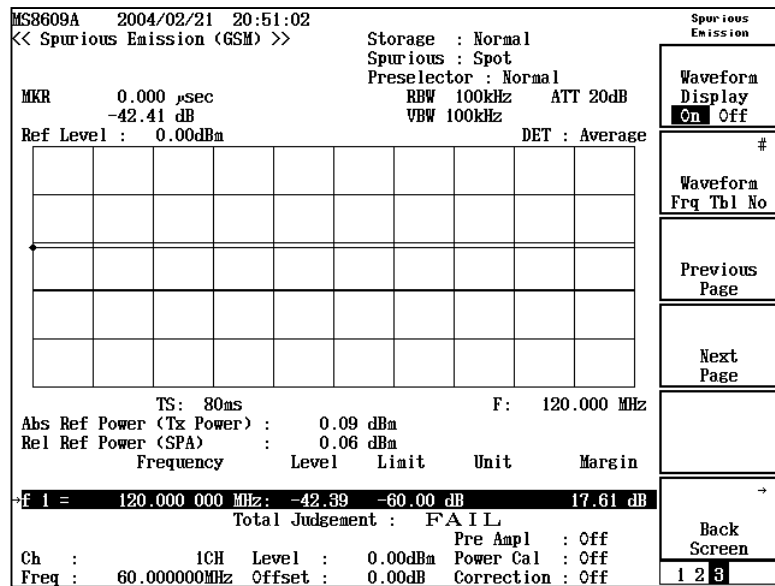 MS8609A 2004/02/21 20:51:02
<< Spurious Emission (GSM) >>
Storage : Normal
Spurious : Spot
Preselector : Normal
MKR 0.000 µsec RBW 100kHz ATT 20dB
-42.41 dB VBW 100kHz
Ref Level : 0.00dBm DET : Average
TS: 80ms F: 120.000 MHz
Abs Ref Power (Tx Power) : 0.09 dBm
Rel Ref Power (SPA) : 0.06 dBm
Frequency Level Limit Unit Margin
→f 1 = 120.000 000 MHz: -42.39 -60.00 dB 17.61 dB
Total Judgement : FAIL
Pre Ampl : Off
Ch : 1CH Level : 0.00dBm Power Cal : Off
Freq : 60.000000MHz Offset : 0.00dB Correction : Off
Spurious
Emission
Waveform
Display
On Off
#
Waveform
Frq Tbl No
Previous
Page
Next
Page
→
Back
Screen
1 2 3